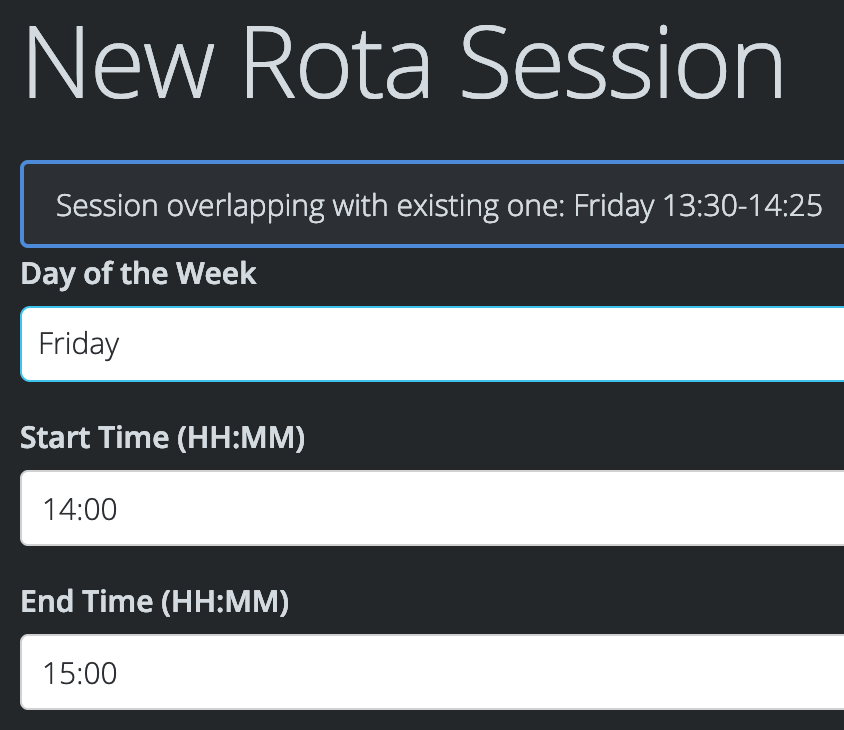 New Rota Session
Session overlapping with existing one: Friday 13:30-14:25
Day of the Week
Friday
Start Time (HH:MM)
14:00
End Time (HH:MM)
15:00